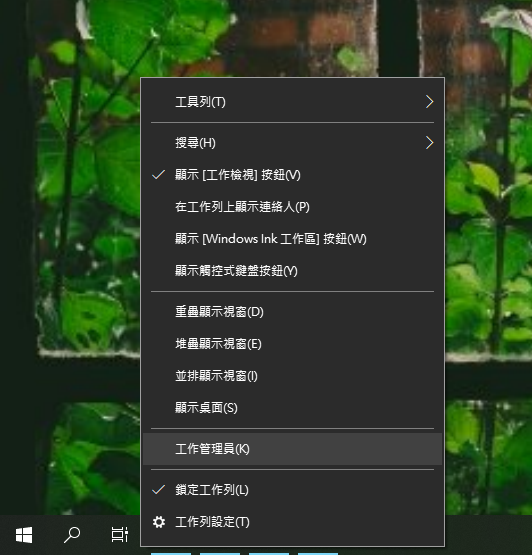 工具列(T)
搜尋(H)
顯示 [工作檢視] 按鈕(V)
在工作列上顯示連絡人(P)
顯示 [Windows Ink 工作區] 按鈕(W)
顯示觸控式鍵盤按鈕(Y)
重疊顯示視窗(D)
堆疊顯示視窗(E)
並排顯示視窗(I)
顯示桌面(S)
工作管理員(K)
鎖定工作列(L)
工作列設定(T)